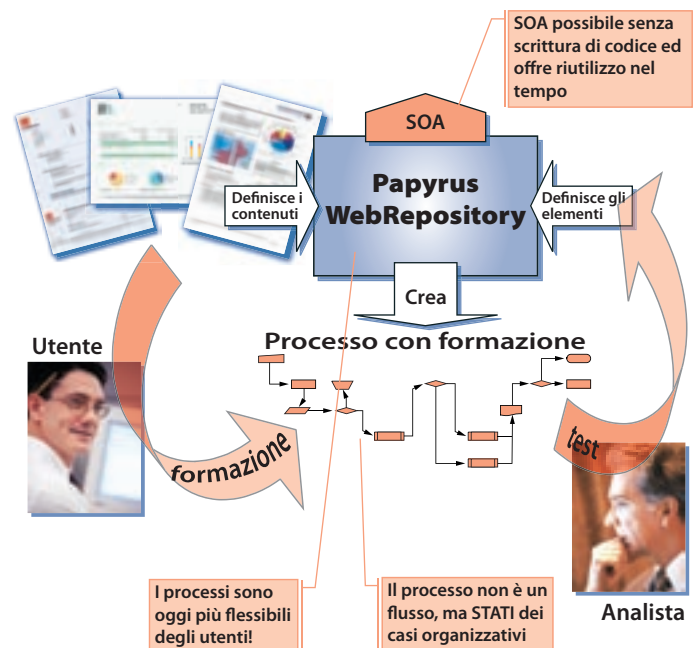 SOA possibile senza
scrittura di codice ed
offre riutilizzo nel
tempo
SOA
Papyrus
WebRepository
Definisce i
contenuti
Definisce gli
elementi
Crea
Processo con formazione
Utente
formazione
test
Analista
I processi sono
oggi più flessibili
degli utenti!
Il processo non è un
flusso, ma STATI dei
casi organizzativi